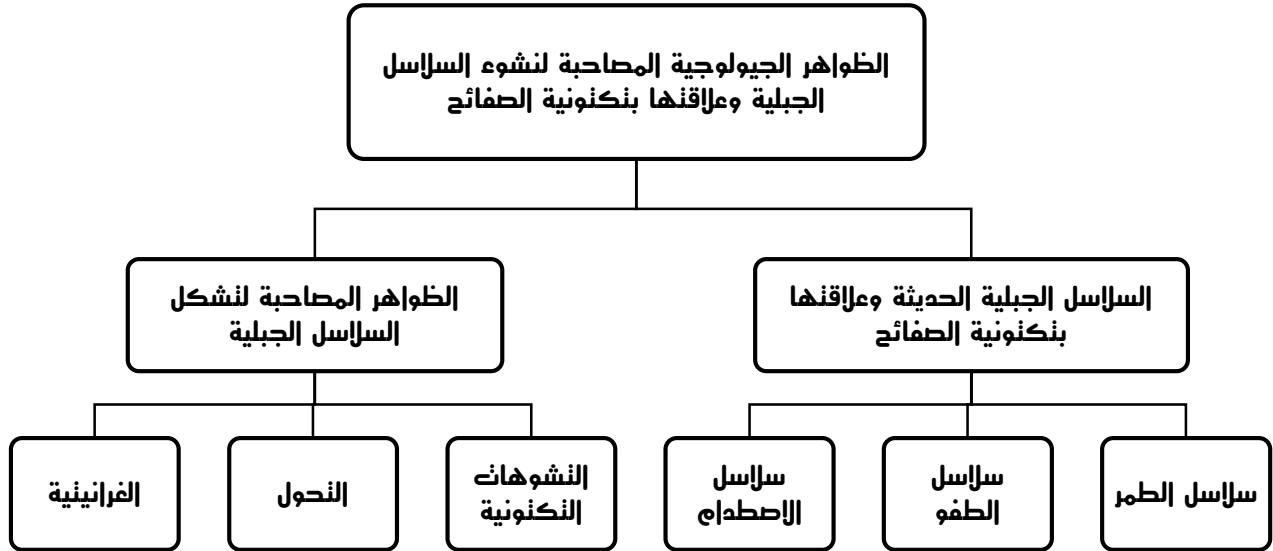 الظواهر الجيولوجية المصاحبة لنشوء السلاسل
الجبلية وعلاقتها بتكتونية الصفائح
السلاسل الجبلية الحديثة وعلاقتها
بتكتونية الصفائح
الظواهر المصاحبة لتشكل
السلاسل الجبلية
سلاسل الطمر
سلاسل
الطفو
سلاسل
الاصطدام
التشوهات
التكتونية
التحول
الغرانيتية